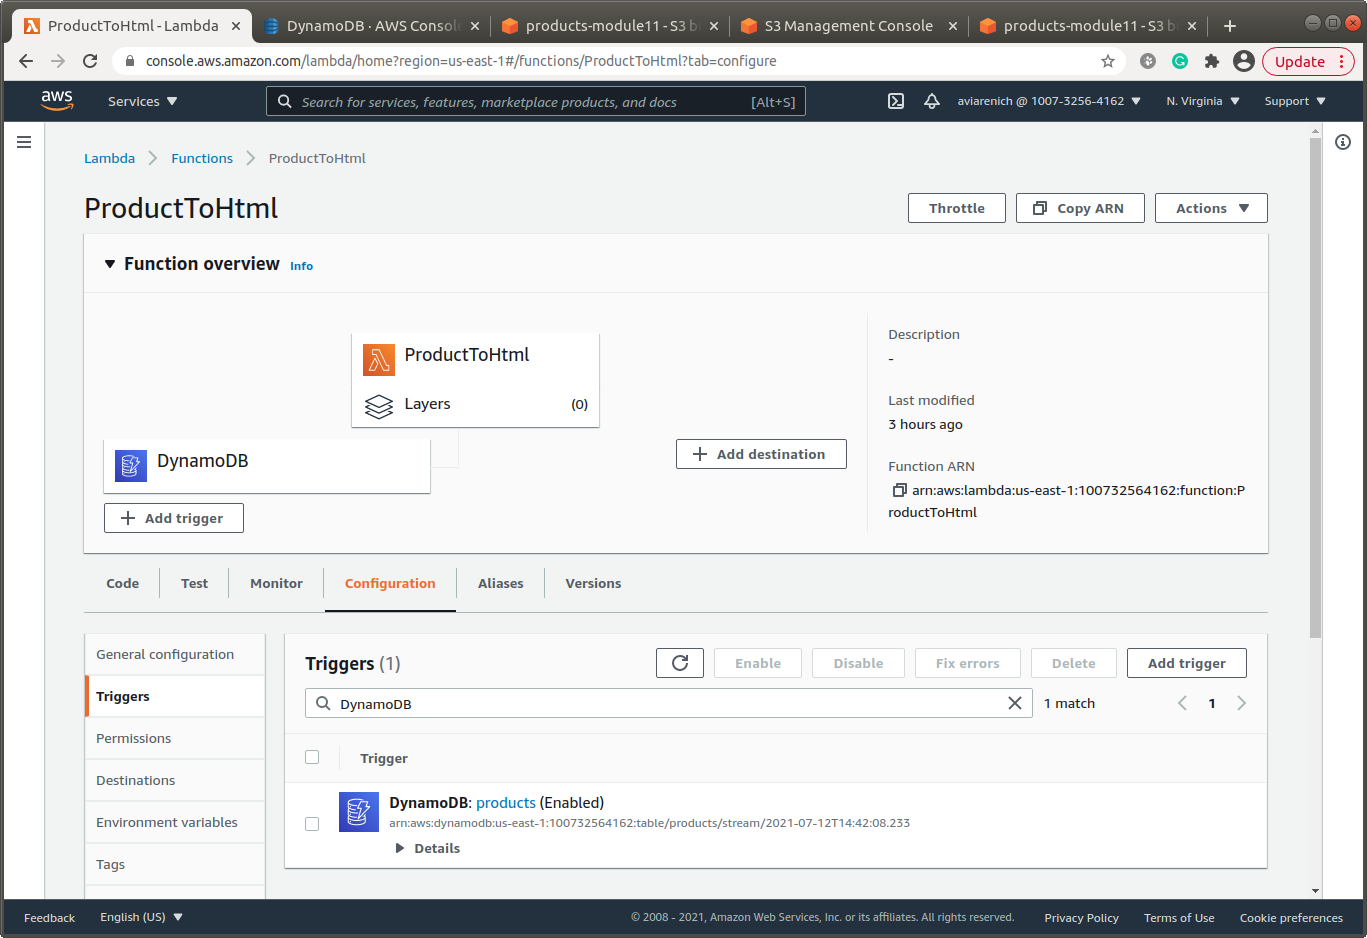 ProductToHtml - Lambda
DynamoDB · AWS Console
products-module11 - S3 b
S3 Management Console
products-module11 - S3 b
console.aws.amazon.com/lambda/home?region=us-east-1#/functions/ProductToHtml?tab=configure
Update
aws
Services
Search for services, features, marketplace products, and docs
[Alt+S]
aviarenich @ 1007-3256-4162
N. Virginia
Support
Lambda
Functions
ProductToHtml
ProductToHtml
Throttle
Copy ARN
Actions
Function overview
Info
ProductToHtml
Layers
(0)
DynamoDB
Add trigger
Add destination
Description
-
Last modified
3 hours ago
Function ARN
arn:aws:lambda:us-east-1:100732564162:function:P
roductToHtml
Code
Test
Monitor
Configuration
Aliases
Versions
General configuration
Triggers
Permissions
Destinations
Environment variables
Tags
Triggers (1)
Enable
Disable
Fix errors
Delete
Add trigger
DynamoDB
1 match
1
Trigger
DynamoDB: products (Enabled)
arn:aws:dynamodb:us-east-1:100732564162:table/products/stream/2021-07-12T14:42:08.233
Details
Feedback
English (US)
© 2008 - 2021, Amazon Web Services, Inc. or its affiliates. All rights reserved.
Privacy Policy
Terms of Use
Cookie preferences